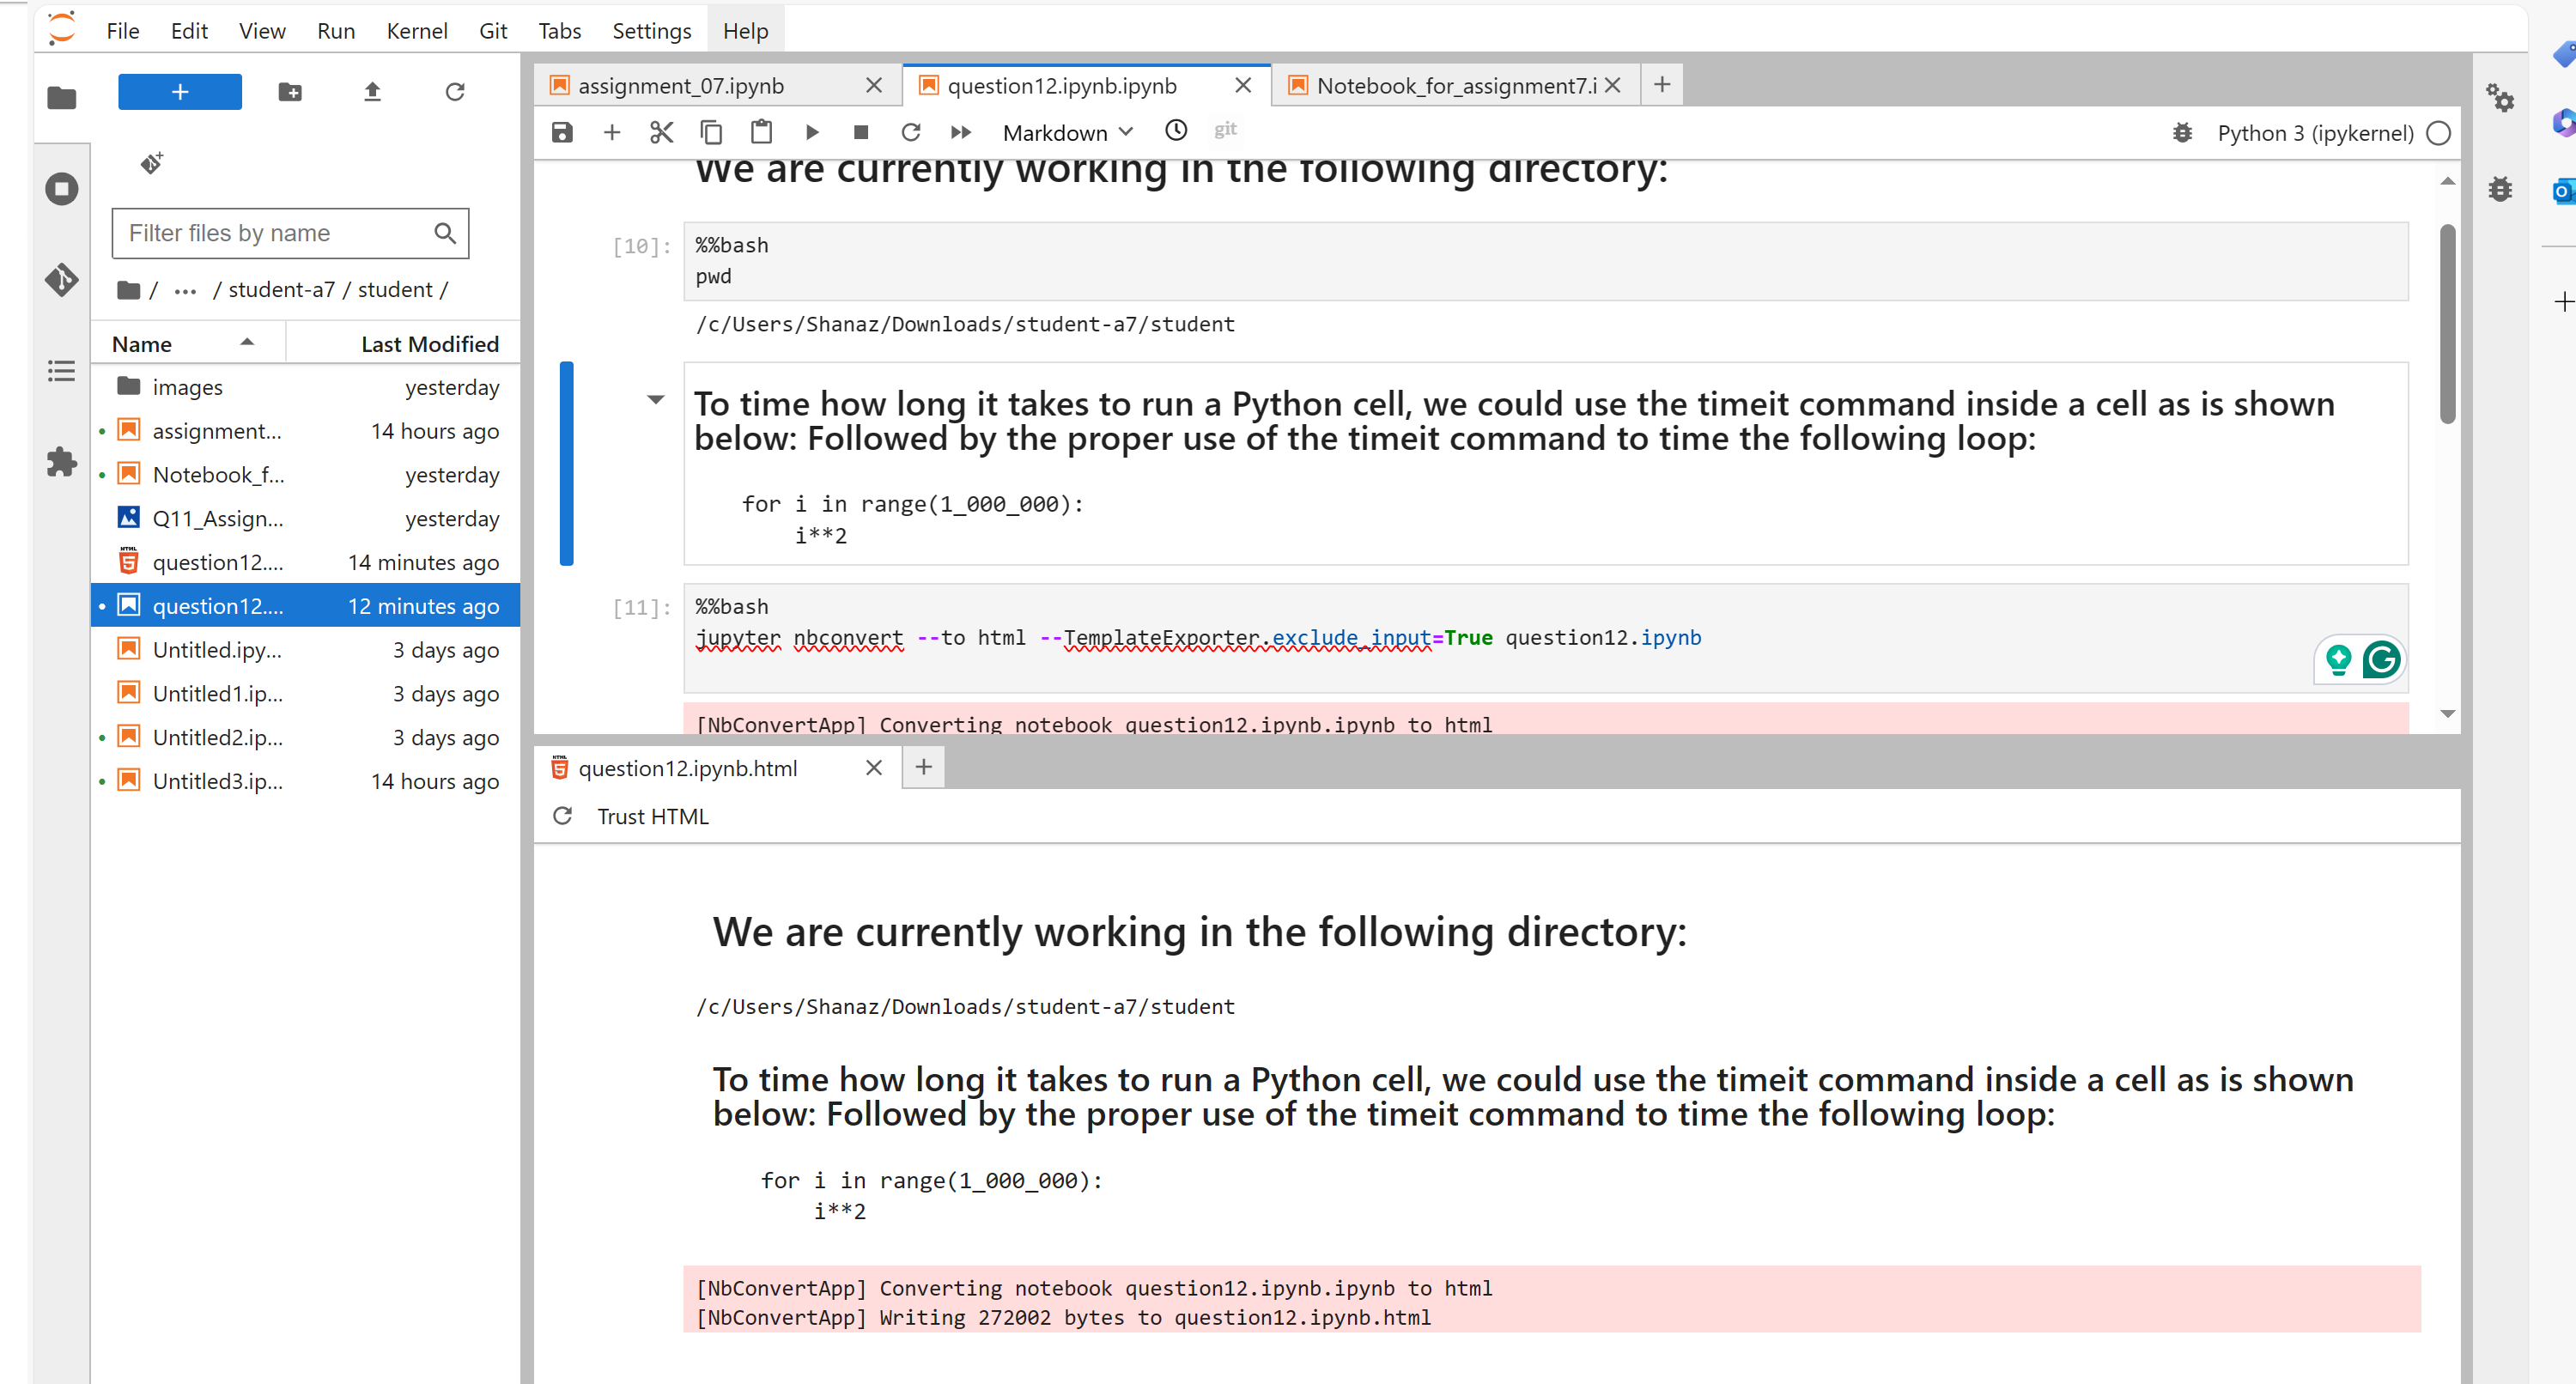 File Edit View Run Kernel Git Tabs Settings Help
+
Filter files by name
/ ... / student-a7 / student /
Name Last Modified
images yesterday
assignment... 14 hours ago
Notebook_f... yesterday
Q11_Assign... yesterday
question12.... 14 minutes ago
question12.... 12 minutes ago
Untitled.ipy... 3 days ago
Untitled1.ip... 3 days ago
Untitled2.ip... 3 days ago
Untitled3.ip... 14 hours ago
assignment_07.ipynb question12.ipynb.ipynb Notebook_for_assignment7.i
Markdown git Python 3 (ipykernel)
We are currently working in the following directory:
[10]: %%bash
pwd
/c/Users/Shanaz/Downloads/student-a7/student
To time how long it takes to run a Python cell, we could use the timeit command inside a cell as is shown
below: Followed by the proper use of the timeit command to time the following loop:
for i in range(1_000_000):
i**2
[11]: %%bash
jupyter nbconvert --to html --TemplateExporter.exclude_input=True question12.ipynb
[NbConvertApp] Converting notebook question12.ipynb.ipynb to html
question12.ipynb.html
Trust HTML
We are currently working in the following directory:
/c/Users/Shanaz/Downloads/student-a7/student
To time how long it takes to run a Python cell, we could use the timeit command inside a cell as is shown
below: Followed by the proper use of the timeit command to time the following loop:
for i in range(1_000_000):
i**2
[NbConvertApp] Converting notebook question12.ipynb.ipynb to html
[NbConvertApp] Writing 272002 bytes to question12.ipynb.html